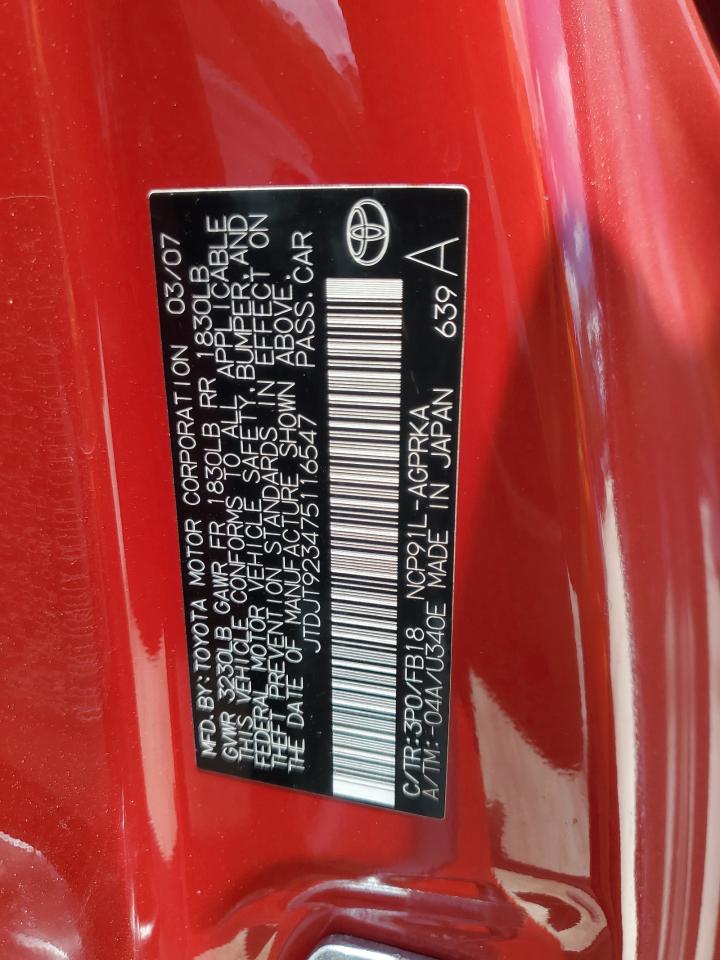 MFD.BY:TOYOTA MOTOR CORPORATION 03/07
GVWR 3230LB GAWR FR 1830LB RR 1830LB
THIS VEHICLE CONFORMS TO ALL APPLICABLE
FEDERAL MOTOR VEHICLE SAFETY,BUMPER,AND
THEFT PREVENTION STANDARDS IN EFFECT ON
THE DATE OF MANUFACTURE SHOWN ABOVE.
JTDJT923475116547 PASS.CAR
C/TR:3P0/FB18 NCP91L-AGPRKA 639 A
A/TM:-04A/U340E MADE IN JAPAN